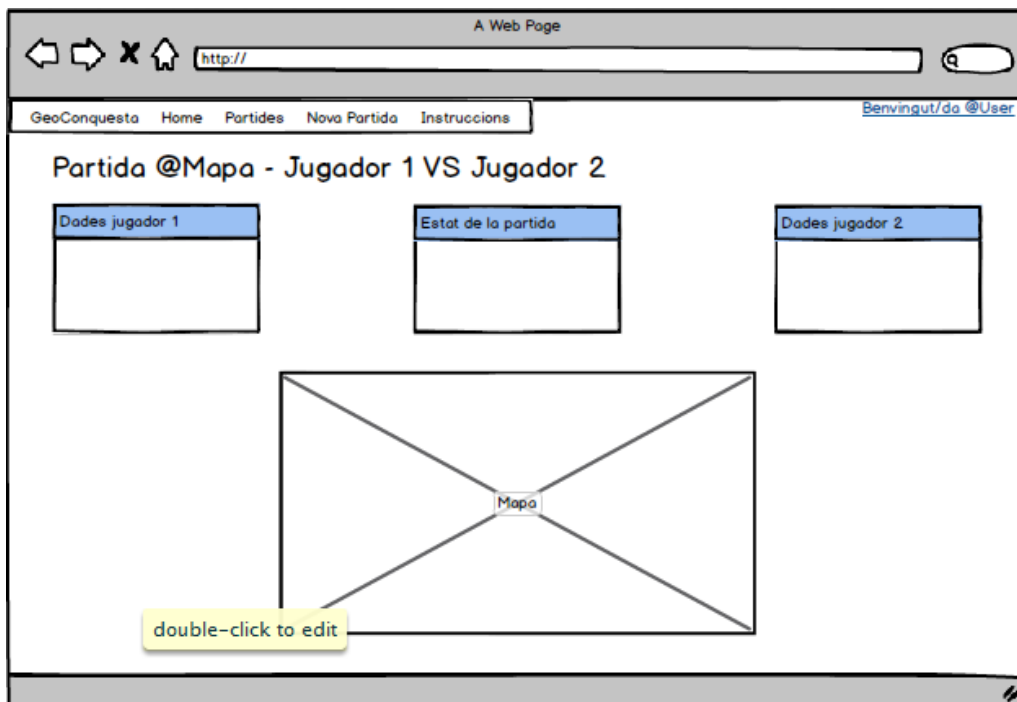 A Web Page
http://
GeoConquesta Home Partides Nova Partida Instruccions
Benvingut/da @User
Partida @Mapa - Jugador 1 VS Jugador 2
Dades jugador 1
Estat de la partida
Dades jugador 2
Mapa
double-click to edit